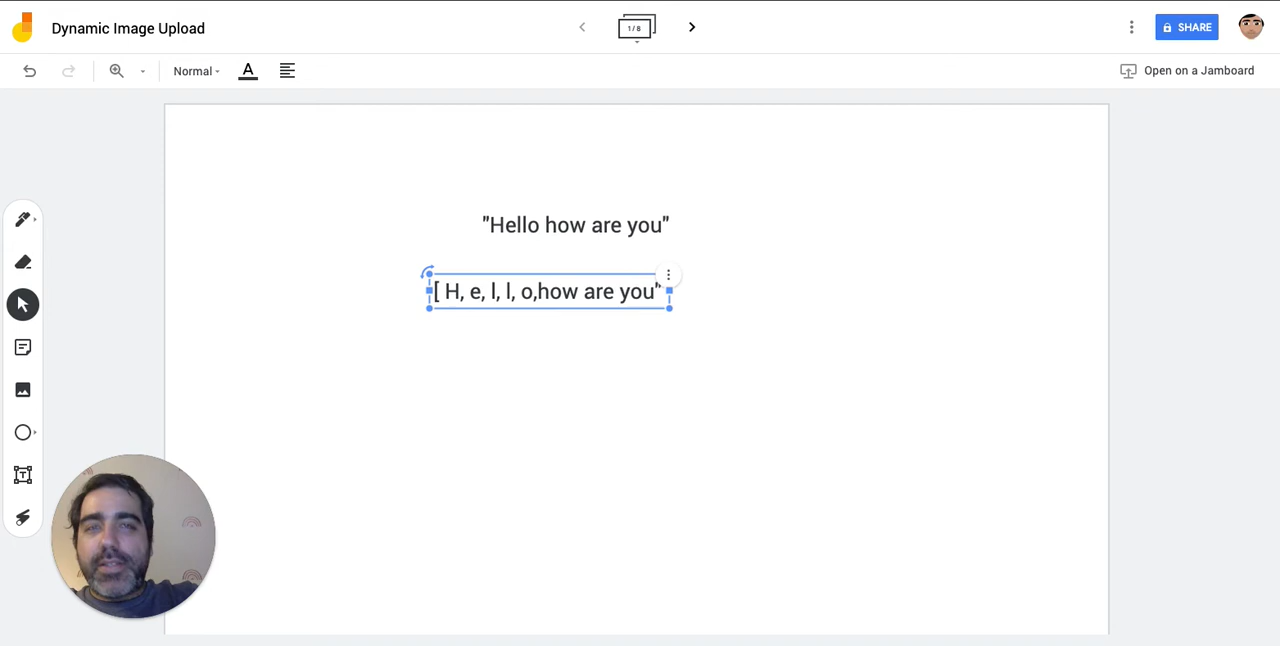 Dynamic Image Upload
1/8
SHARE
Normal
A
Open on a Jamboard
"Hello how are you"
[ H, e, l, l, o,how are you"
T